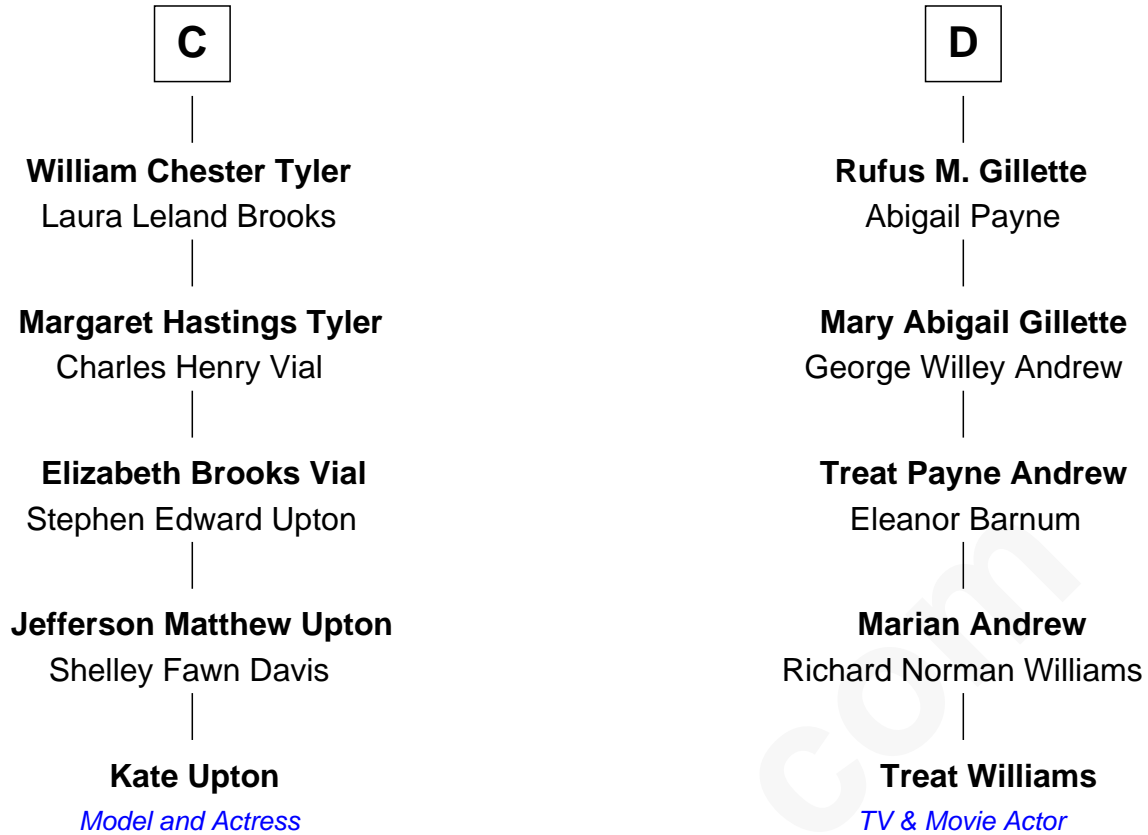 C
William Chester Tyler
Laura Leland Brooks
Margaret Hastings Tyler
Charles Henry Vial
Elizabeth Brooks Vial
Stephen Edward Upton
Jefferson Matthew Upton
Shelley Fawn Davis
Kate Upton
Model and Actress
D
Rufus M. Gillette
Abigail Payne
Mary Abigail Gillette
George Willey Andrew
Treat Payne Andrew
Eleanor Barnum
Marian Andrew
Richard Norman Williams
Treat Williams
TV & Movie Actor
com